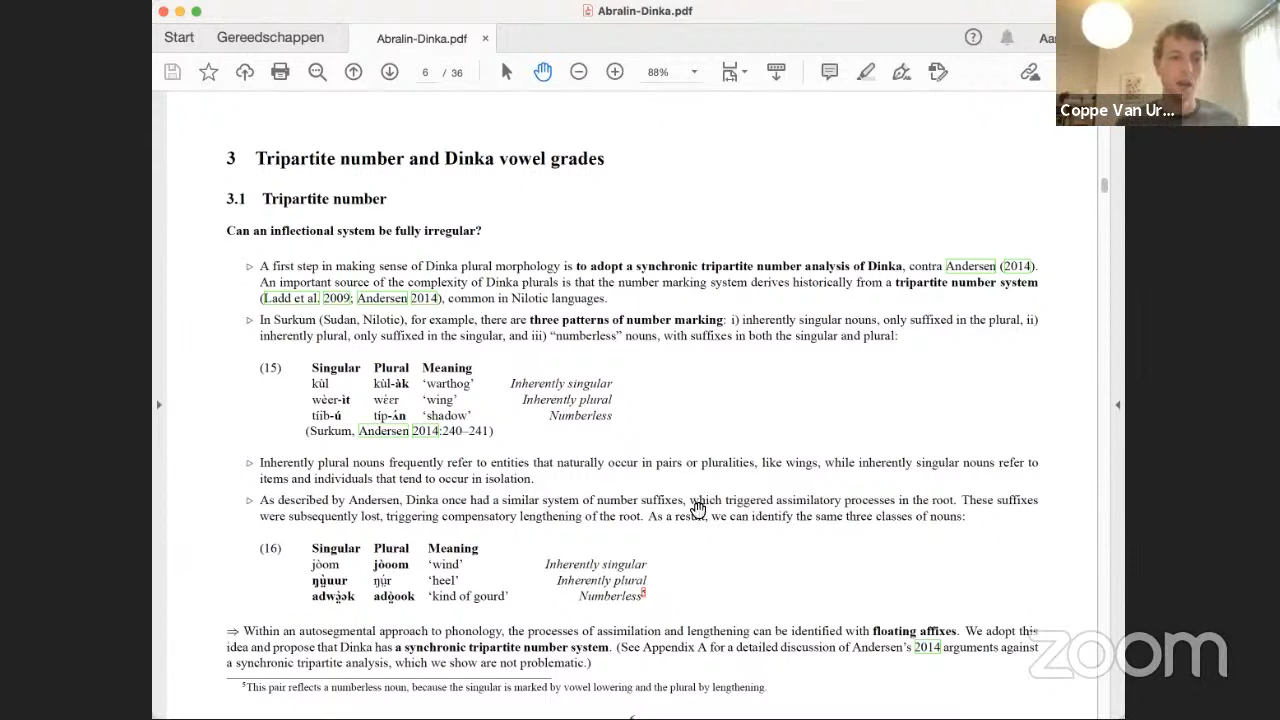 Abralin-Dinka.pdf
Start Gereedschappen Abralin-Dinka.pdf × Aa
6 / 36 88%
Coppe Van Ur...
3 Tripartite number and Dinka vowel grades
3.1 Tripartite number
Can an inflectional system be fully irregular?
▷ A first step in making sense of Dinka plural morphology is to adopt a synchronic tripartite number analysis of Dinka, contra Andersen (2014).
An important source of the complexity of Dinka plurals is that the number marking system derives historically from a tripartite number system
(Ladd et al. 2009; Andersen 2014), common in Nilotic languages.
▷ In Surkum (Sudan, Nilotic), for example, there are three patterns of number marking: i) inherently singular nouns, only suffixed in the plural, ii)
inherently plural, only suffixed in the singular, and iii) “numberless” nouns, with suffixes in both the singular and plural:
(15) Singular Plural Meaning
kùl kùl-àk ‘warthog’ Inherently singular
wɛ̀ɛr-ìt wɛ̀ɛr ‘wing’ Inherently plural
tíib-ú típ-ʌ́n ‘shadow’ Numberless
(Surkum, Andersen 2014:240–241)
▷ Inherently plural nouns frequently refer to entities that naturally occur in pairs or pluralities, like wings, while inherently singular nouns refer to
items and individuals that tend to occur in isolation.
▷ As described by Andersen, Dinka once had a similar system of number suffixes, which triggered assimilatory processes in the root. These suffixes
were subsequently lost, triggering compensatory lengthening of the root. As a result, we can identify the same three classes of nouns:
(16) Singular Plural Meaning
jòom jòoom ‘wind’ Inherently singular
ŋṳ̀uur ŋṳ́r ‘heel’ Inherently plural
adwɔ̤̀ɔk adò̤ook ‘kind of gourd’ Numberless⁵
⇒ Within an autosegmental approach to phonology, the processes of assimilation and lengthening can be identified with floating affixes. We adopt this
idea and propose that Dinka has a synchronic tripartite number system. (See Appendix A for a detailed discussion of Andersen’s 2014 arguments against
a synchronic tripartite analysis, which we show are not problematic.)
⁵This pair reflects a numberless noun, because the singular is marked by vowel lowering and the plural by lengthening.
zoom